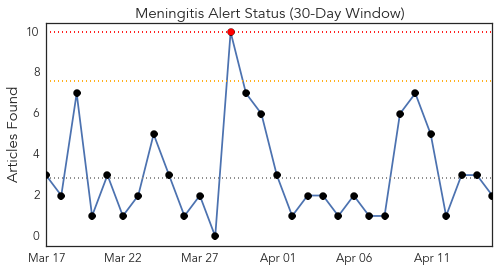 Meningitis Alert Status (30-Day Window)
Articles Found
10
8
6
4
2
0
Mar 17 Mar 22 Mar 27 Apr 01 Apr 06 Apr 11